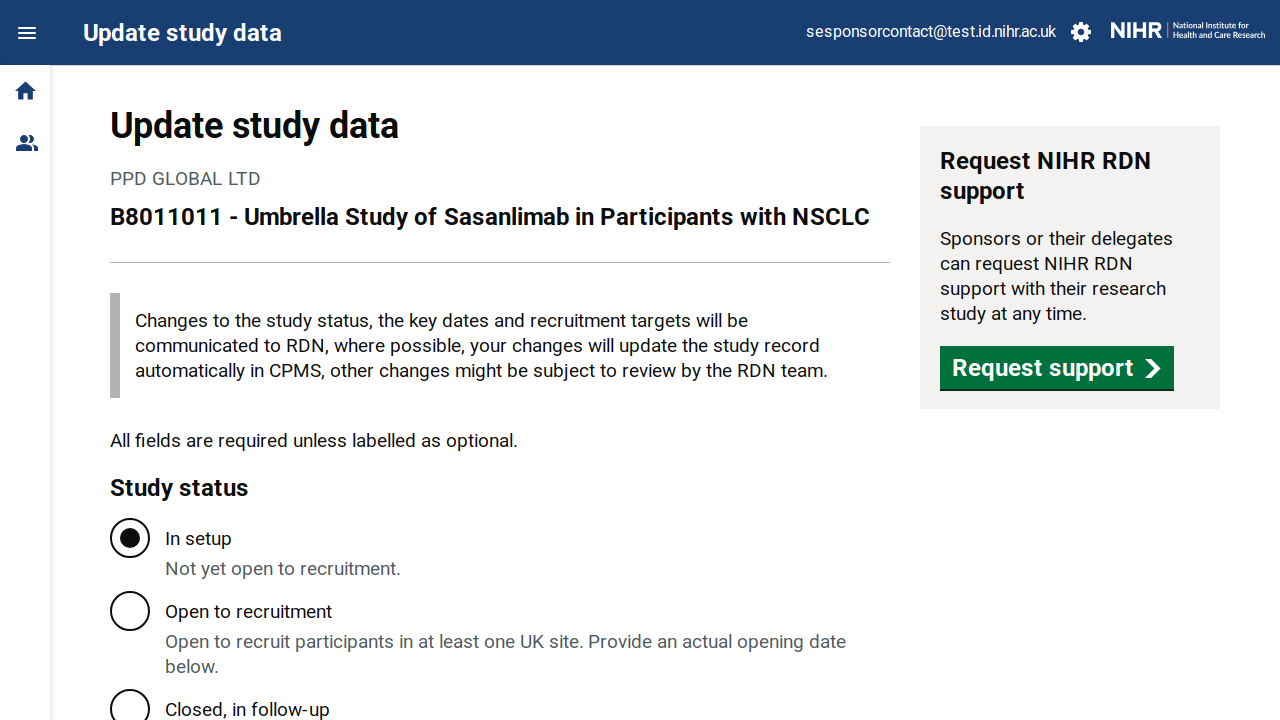 Update study data
sesponsorcontact@test.id.nihr.ac.uk
NIHR
National Institute for
Health and Care Research
Update study data
PPD GLOBAL LTD
B8011011 - Umbrella Study of Sasanlimab in Participants with NSCLC
Changes to the study status, the key dates and recruitment targets will be
communicated to RDN, where possible, your changes will update the study record
automatically in CPMS, other changes might be subject to review by the RDN team.
All fields are required unless labelled as optional.
Study status
In setup
Not yet open to recruitment.
Open to recruitment
Open to recruit participants in at least one UK site. Provide an actual opening date
below.
Closed, in follow-up
Request NIHR RDN
support
Sponsors or their delegates
can request NIHR RDN
support with their research
study at any time.
Request support